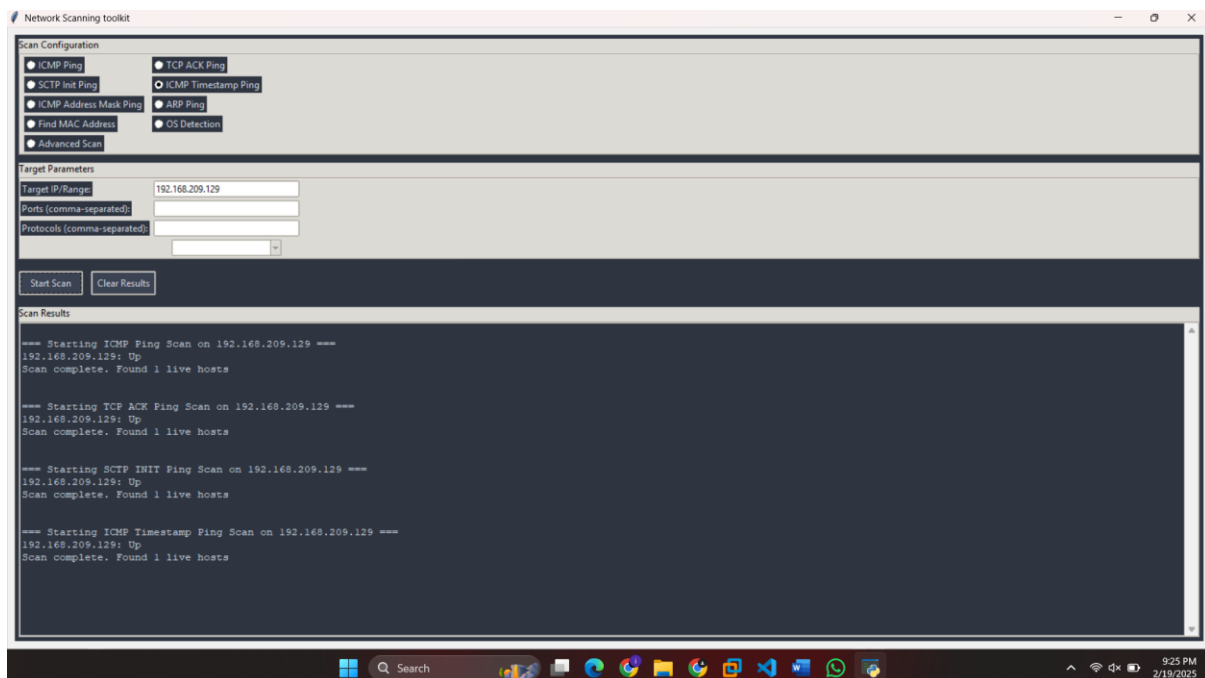 Network Scanning toolkit
Scan Configuration
ICMP Ping TCP ACK Ping
SCTP Init Ping ICMP Timestamp Ping
ICMP Address Mask Ping ARP Ping
Find MAC Address OS Detection
Advanced Scan
Target Parameters
Target IP/Range: 192.168.209.129
Ports (comma-separated):
Protocols (comma-separated):
Start Scan Clear Results
Scan Results
=== Starting ICMP Ping Scan on 192.168.209.129 ===
192.168.209.129: Up
Scan complete. Found 1 live hosts
=== Starting TCP ACK Ping Scan on 192.168.209.129 ===
192.168.209.129: Up
Scan complete. Found 1 live hosts
=== Starting SCTP INIT Ping Scan on 192.168.209.129 ===
192.168.209.129: Up
Scan complete. Found 1 live hosts
=== Starting ICMP Timestamp Ping Scan on 192.168.209.129 ===
192.168.209.129: Up
Scan complete. Found 1 live hosts
Search
9:25 PM
2/19/2025